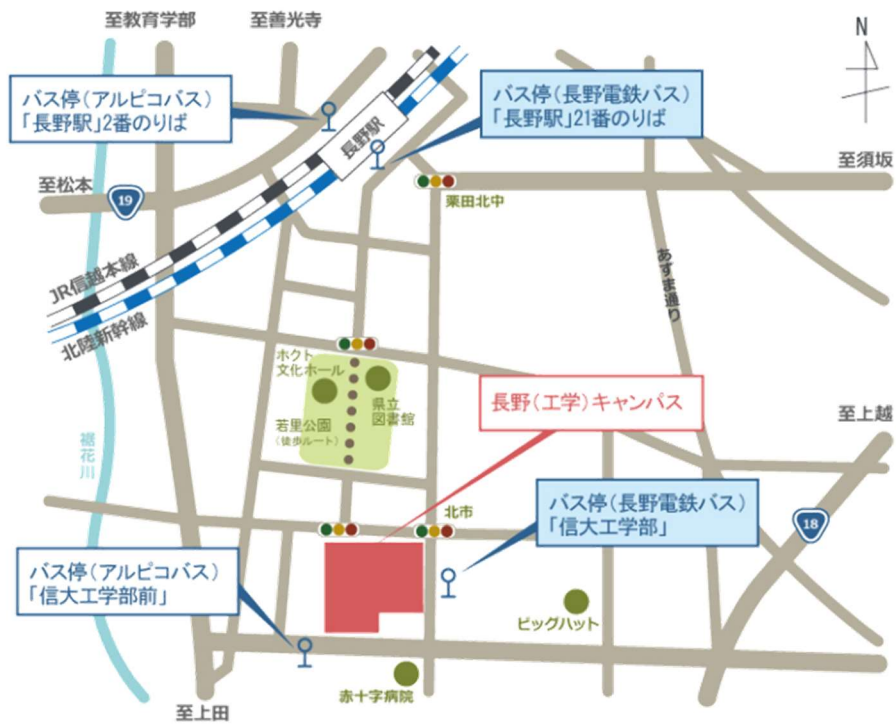 至教育学部
至善光寺
N
バス停(アルピコバス)
「長野駅」2番のりば
長野駅
バス停(長野電鉄バス)
「長野駅」21番のりば
至須坂
至松本
19
栗田北中
あずま通り
JR信越本線
北陸新幹線
ホクト
文化ホール
県立
図書館
若里公園
(徒歩ルート)
長野(工学)キャンパス
至上越
裾花川
北市
バス停(長野電鉄バス)
「信大工学部」
18
バス停(アルピコバス)
「信大工学部前」
ビッグハット
赤十字病院
至上田